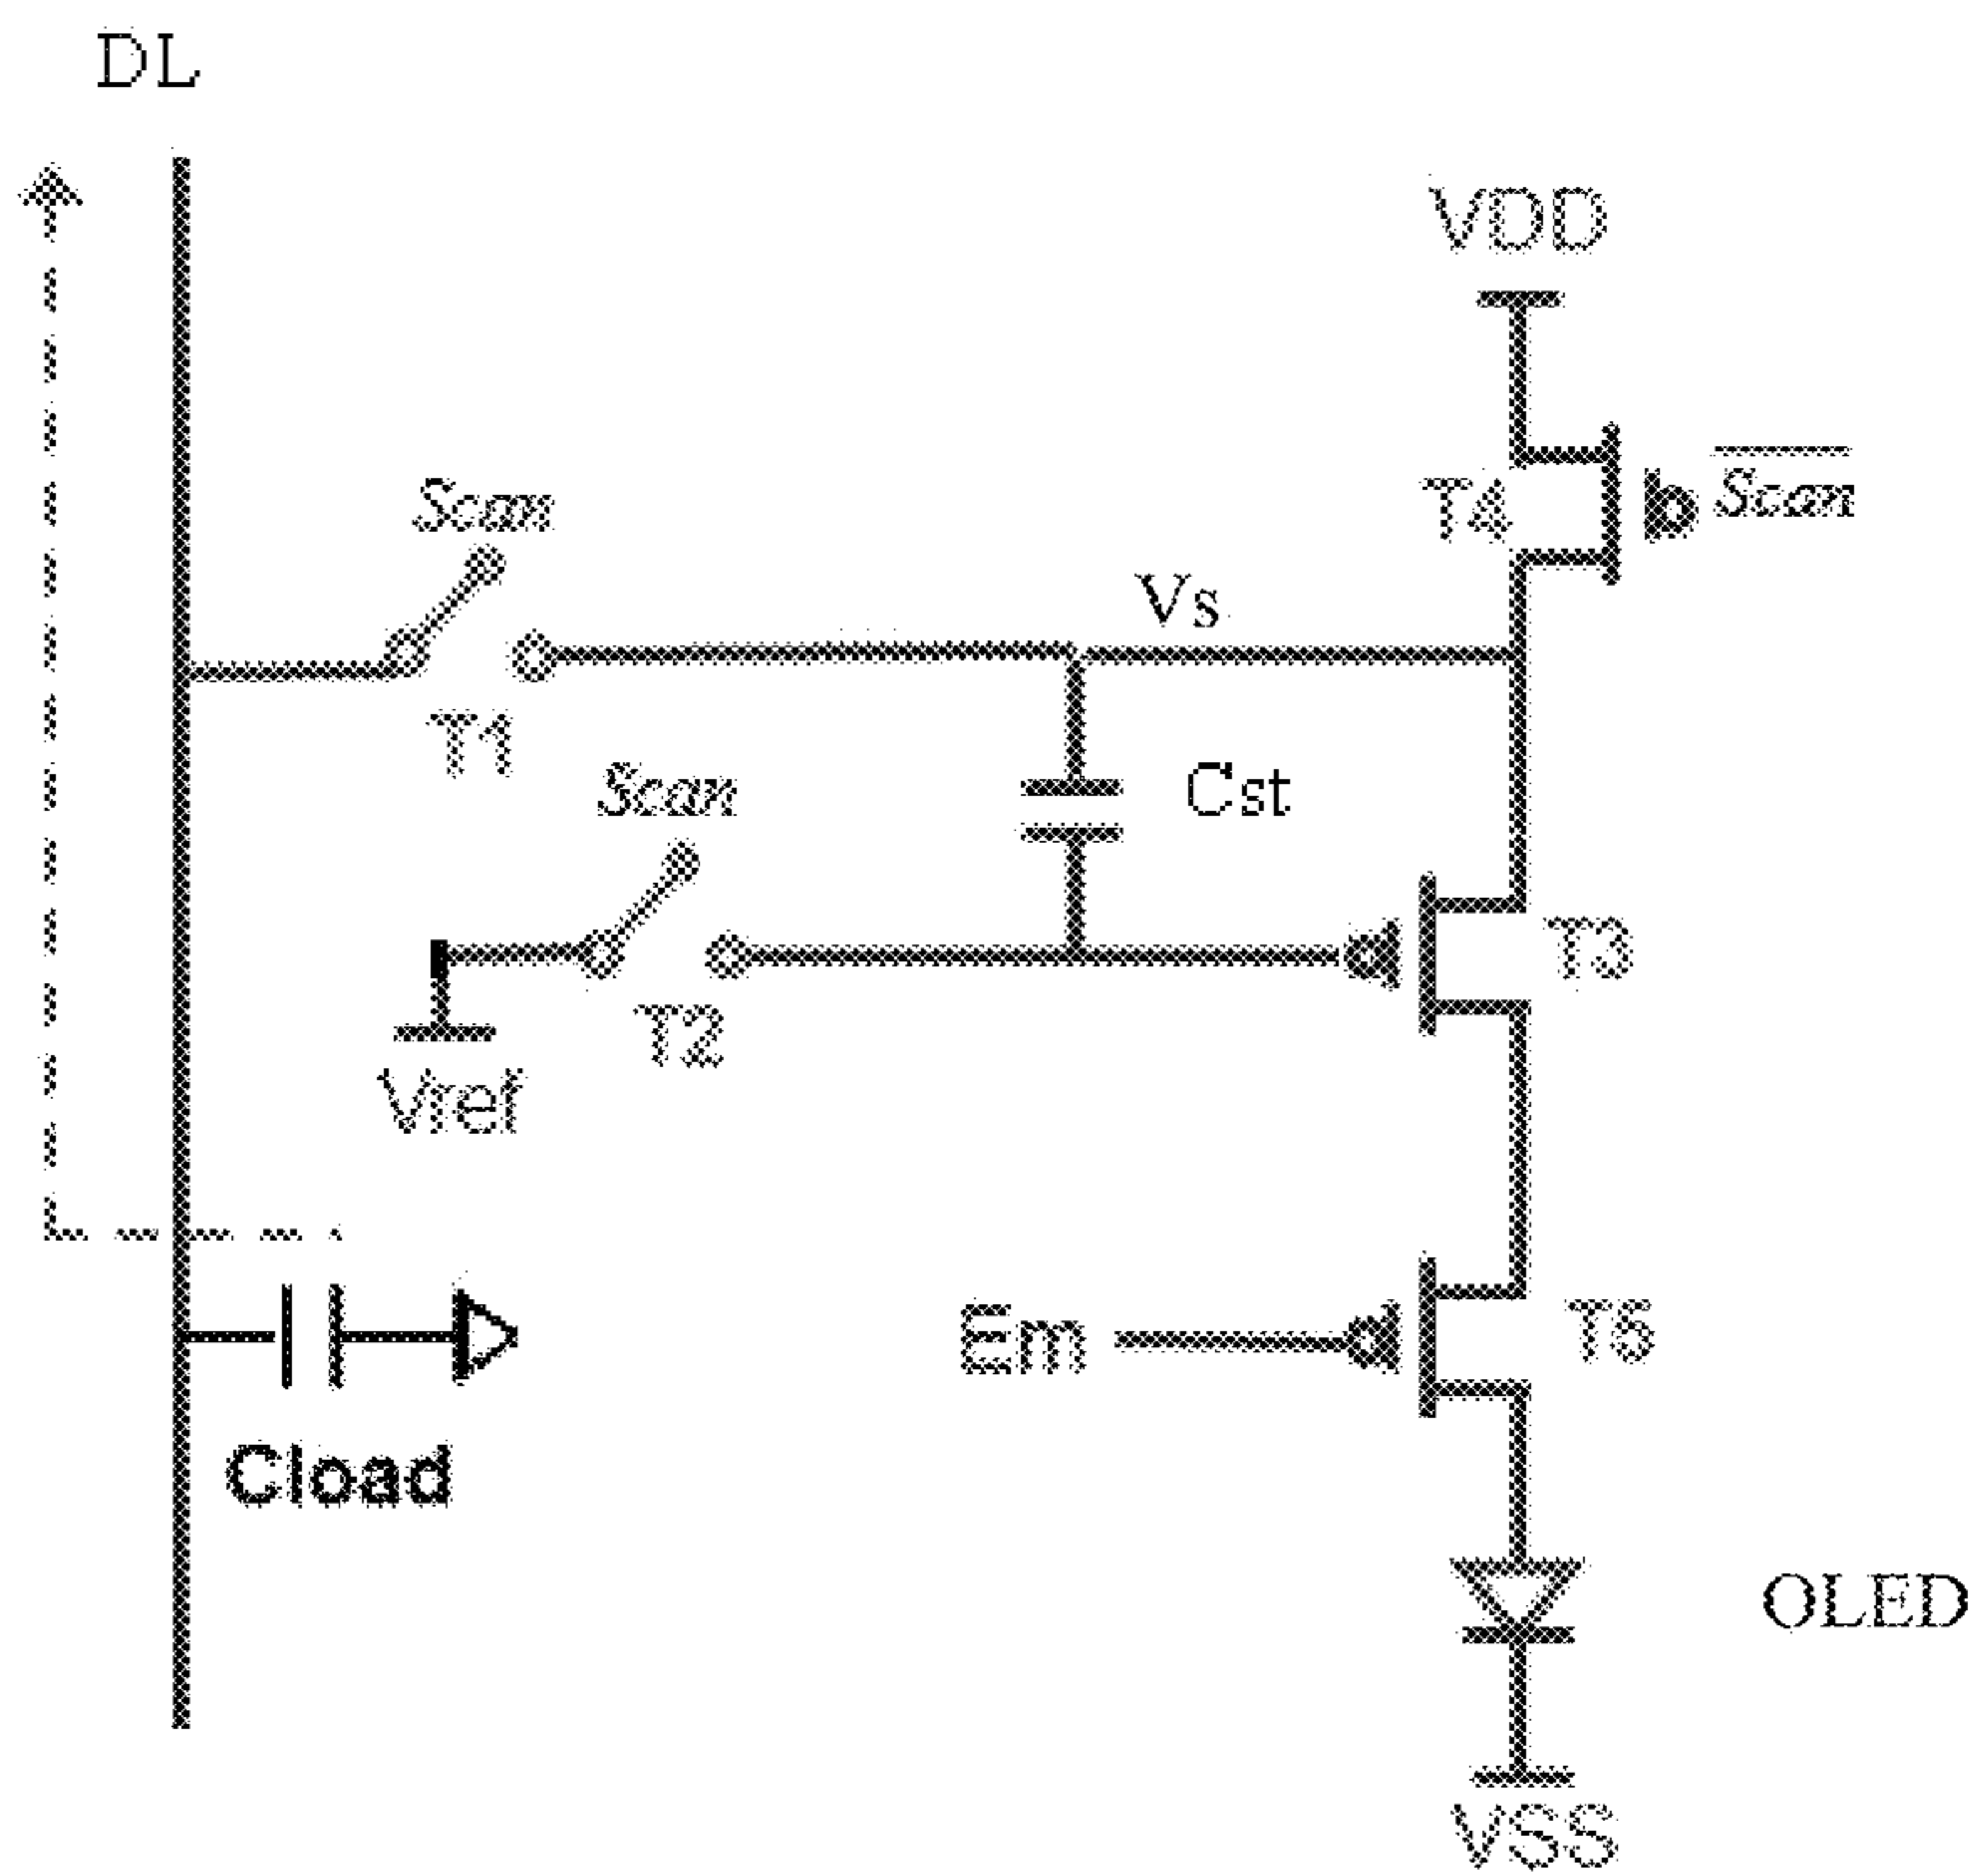 DL
VDD
Scan
T4
b
Scan
Vs
T1
Scan
Cst
T3
T2
Vref
Em
T5
Cload
OLED
VSS